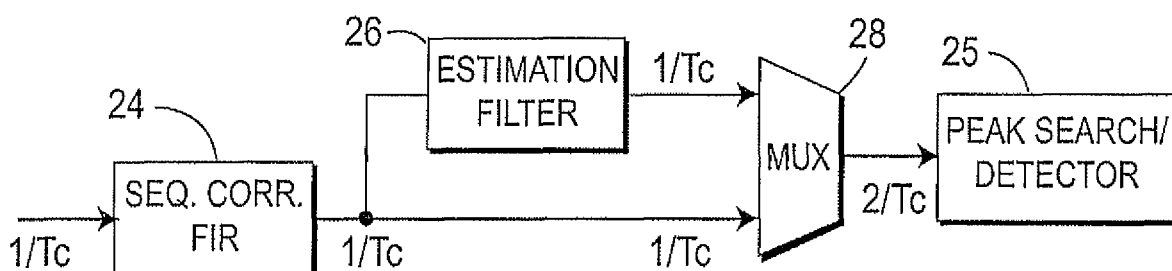 26
ESTIMATION
FILTER
1/Tc
28
25
24
PEAK SEARCH/
DETECTOR
MUX
SEQ. CORR.
FIR
1/Tc
1/Tc
1/Tc
2/Tc